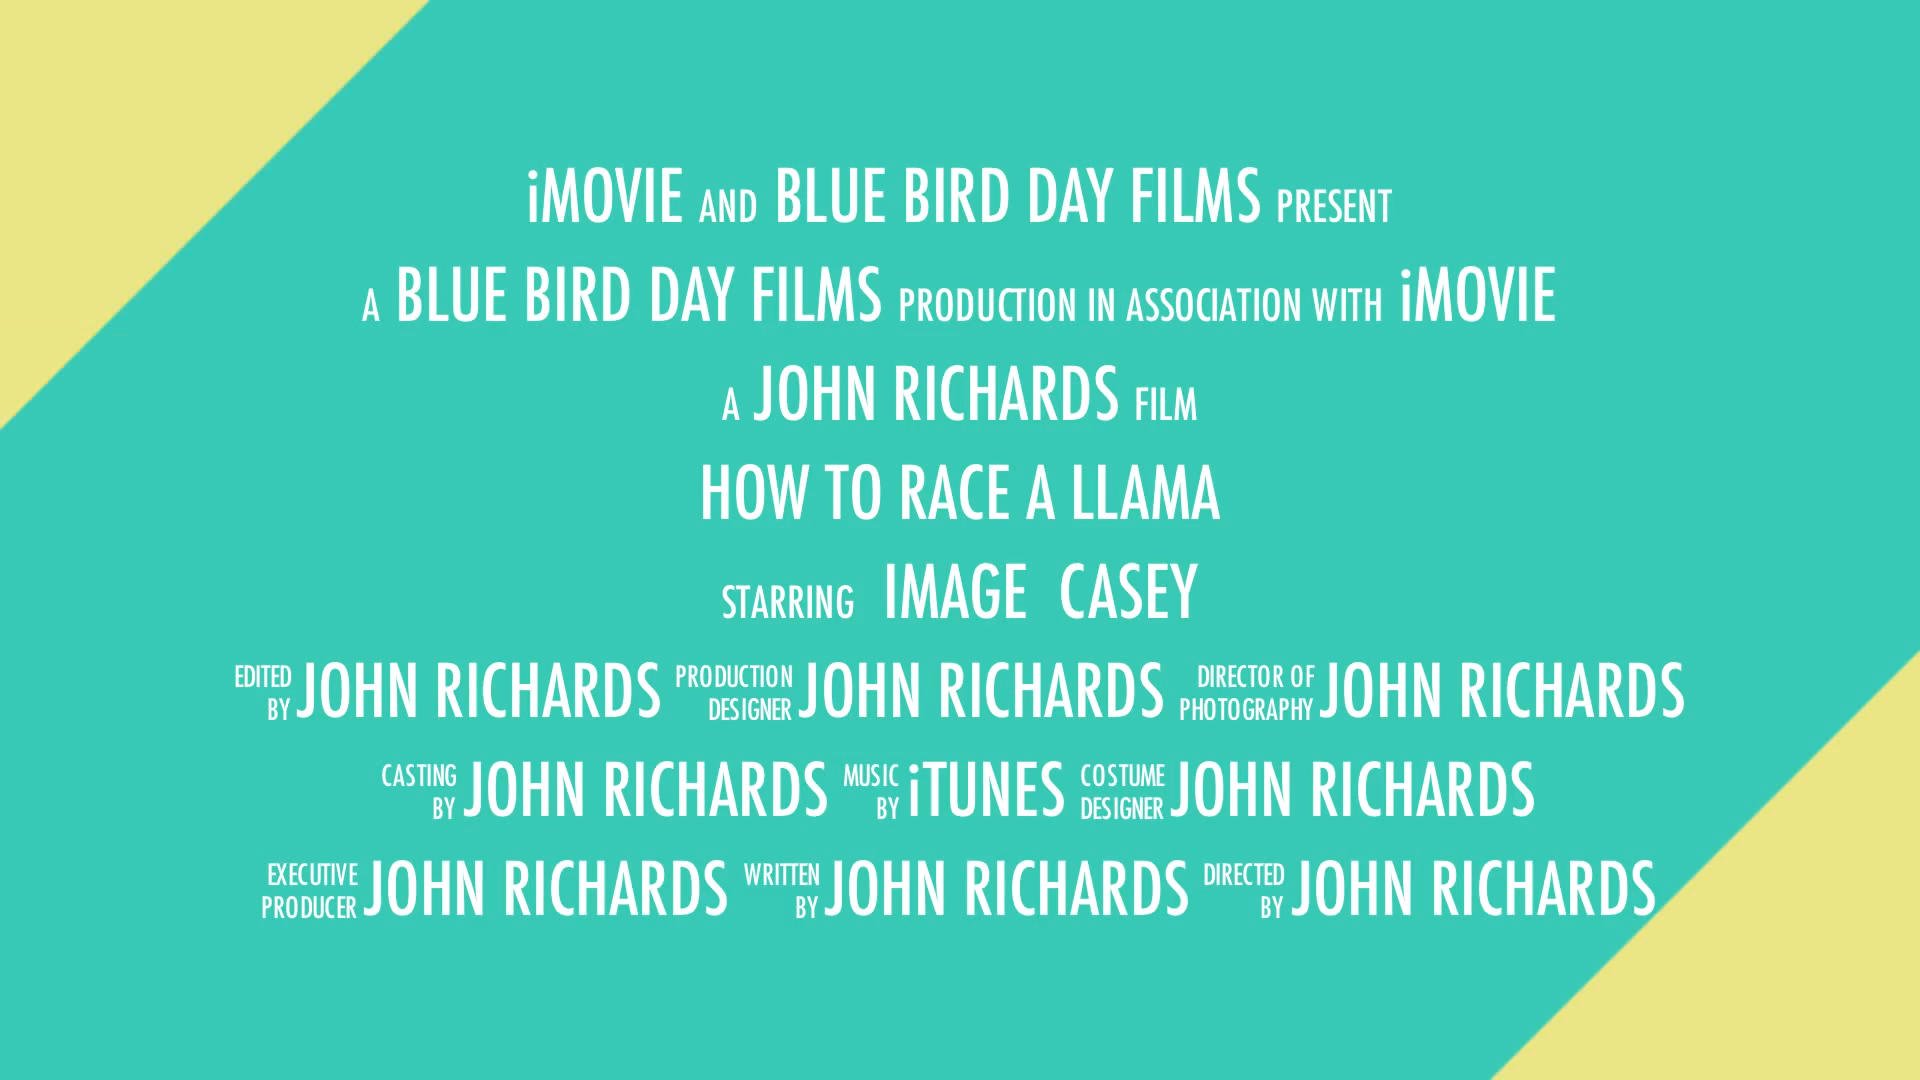 iMOVIE AND BLUE BIRD DAY FILMS PRESENT
A BLUE BIRD DAY FILMS PRODUCTION IN ASSOCIATION WITH iMOVIE
A JOHN RICHARDS FILM
HOW TO RACE A LLAMA
STARRING IMAGE CASEY
EDITED BY JOHN RICHARDS PRODUCTION DESIGNER JOHN RICHARDS DIRECTOR OF PHOTOGRAPHY JOHN RICHARDS
CASTING BY JOHN RICHARDS MUSIC BY iTUNES COSTUME DESIGNER JOHN RICHARDS
EXECUTIVE PRODUCER JOHN RICHARDS WRITTEN BY JOHN RICHARDS DIRECTED BY JOHN RICHARDS